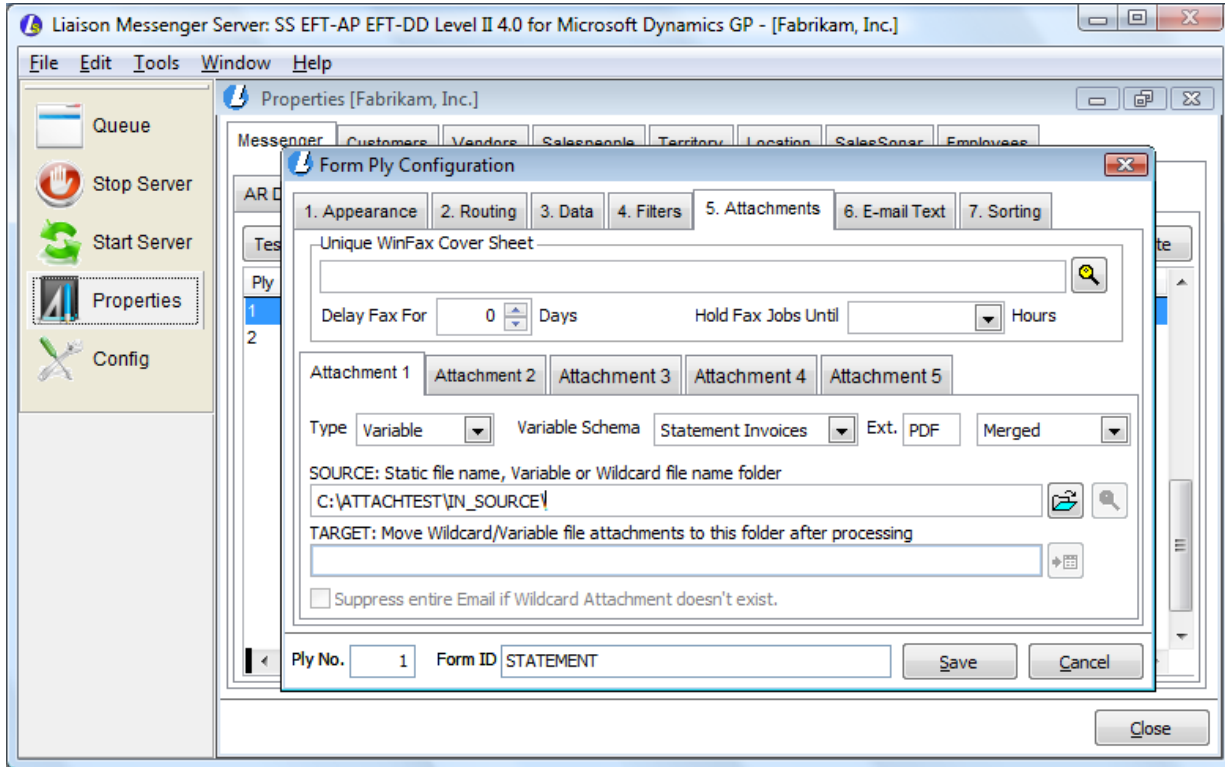 Liaison Messenger Server: SS EFT-AP EFT-DD Level II 4.0 for Microsoft Dynamics GP - [Fabrikam, Inc.]
File Edit Tools Window Help
Queue
Stop Server
Start Server
Properties
Config
Properties [Fabrikam, Inc.]
Messenger Customers Vendors Salespeople Territory Location SalesSonar Employees
AR D
Tes
te
Ply
1
2
Form Ply Configuration
1. Appearance 2. Routing 3. Data 4. Filters 5. Attachments 6. E-mail Text 7. Sorting
Unique WinFax Cover Sheet
Delay Fax For 0 Days Hold Fax Jobs Until Hours
Attachment 1 Attachment 2 Attachment 3 Attachment 4 Attachment 5
Type Variable Variable Schema Statement Invoices Ext. PDF Merged
SOURCE: Static file name, Variable or Wildcard file name folder
C:\ATTACHTEST\IN_SOURCE\
TARGET: Move Wildcard/Variable file attachments to this folder after processing
Suppress entire Email if Wildcard Attachment doesn't exist.
Ply No. 1 Form ID STATEMENT Save Cancel
Close